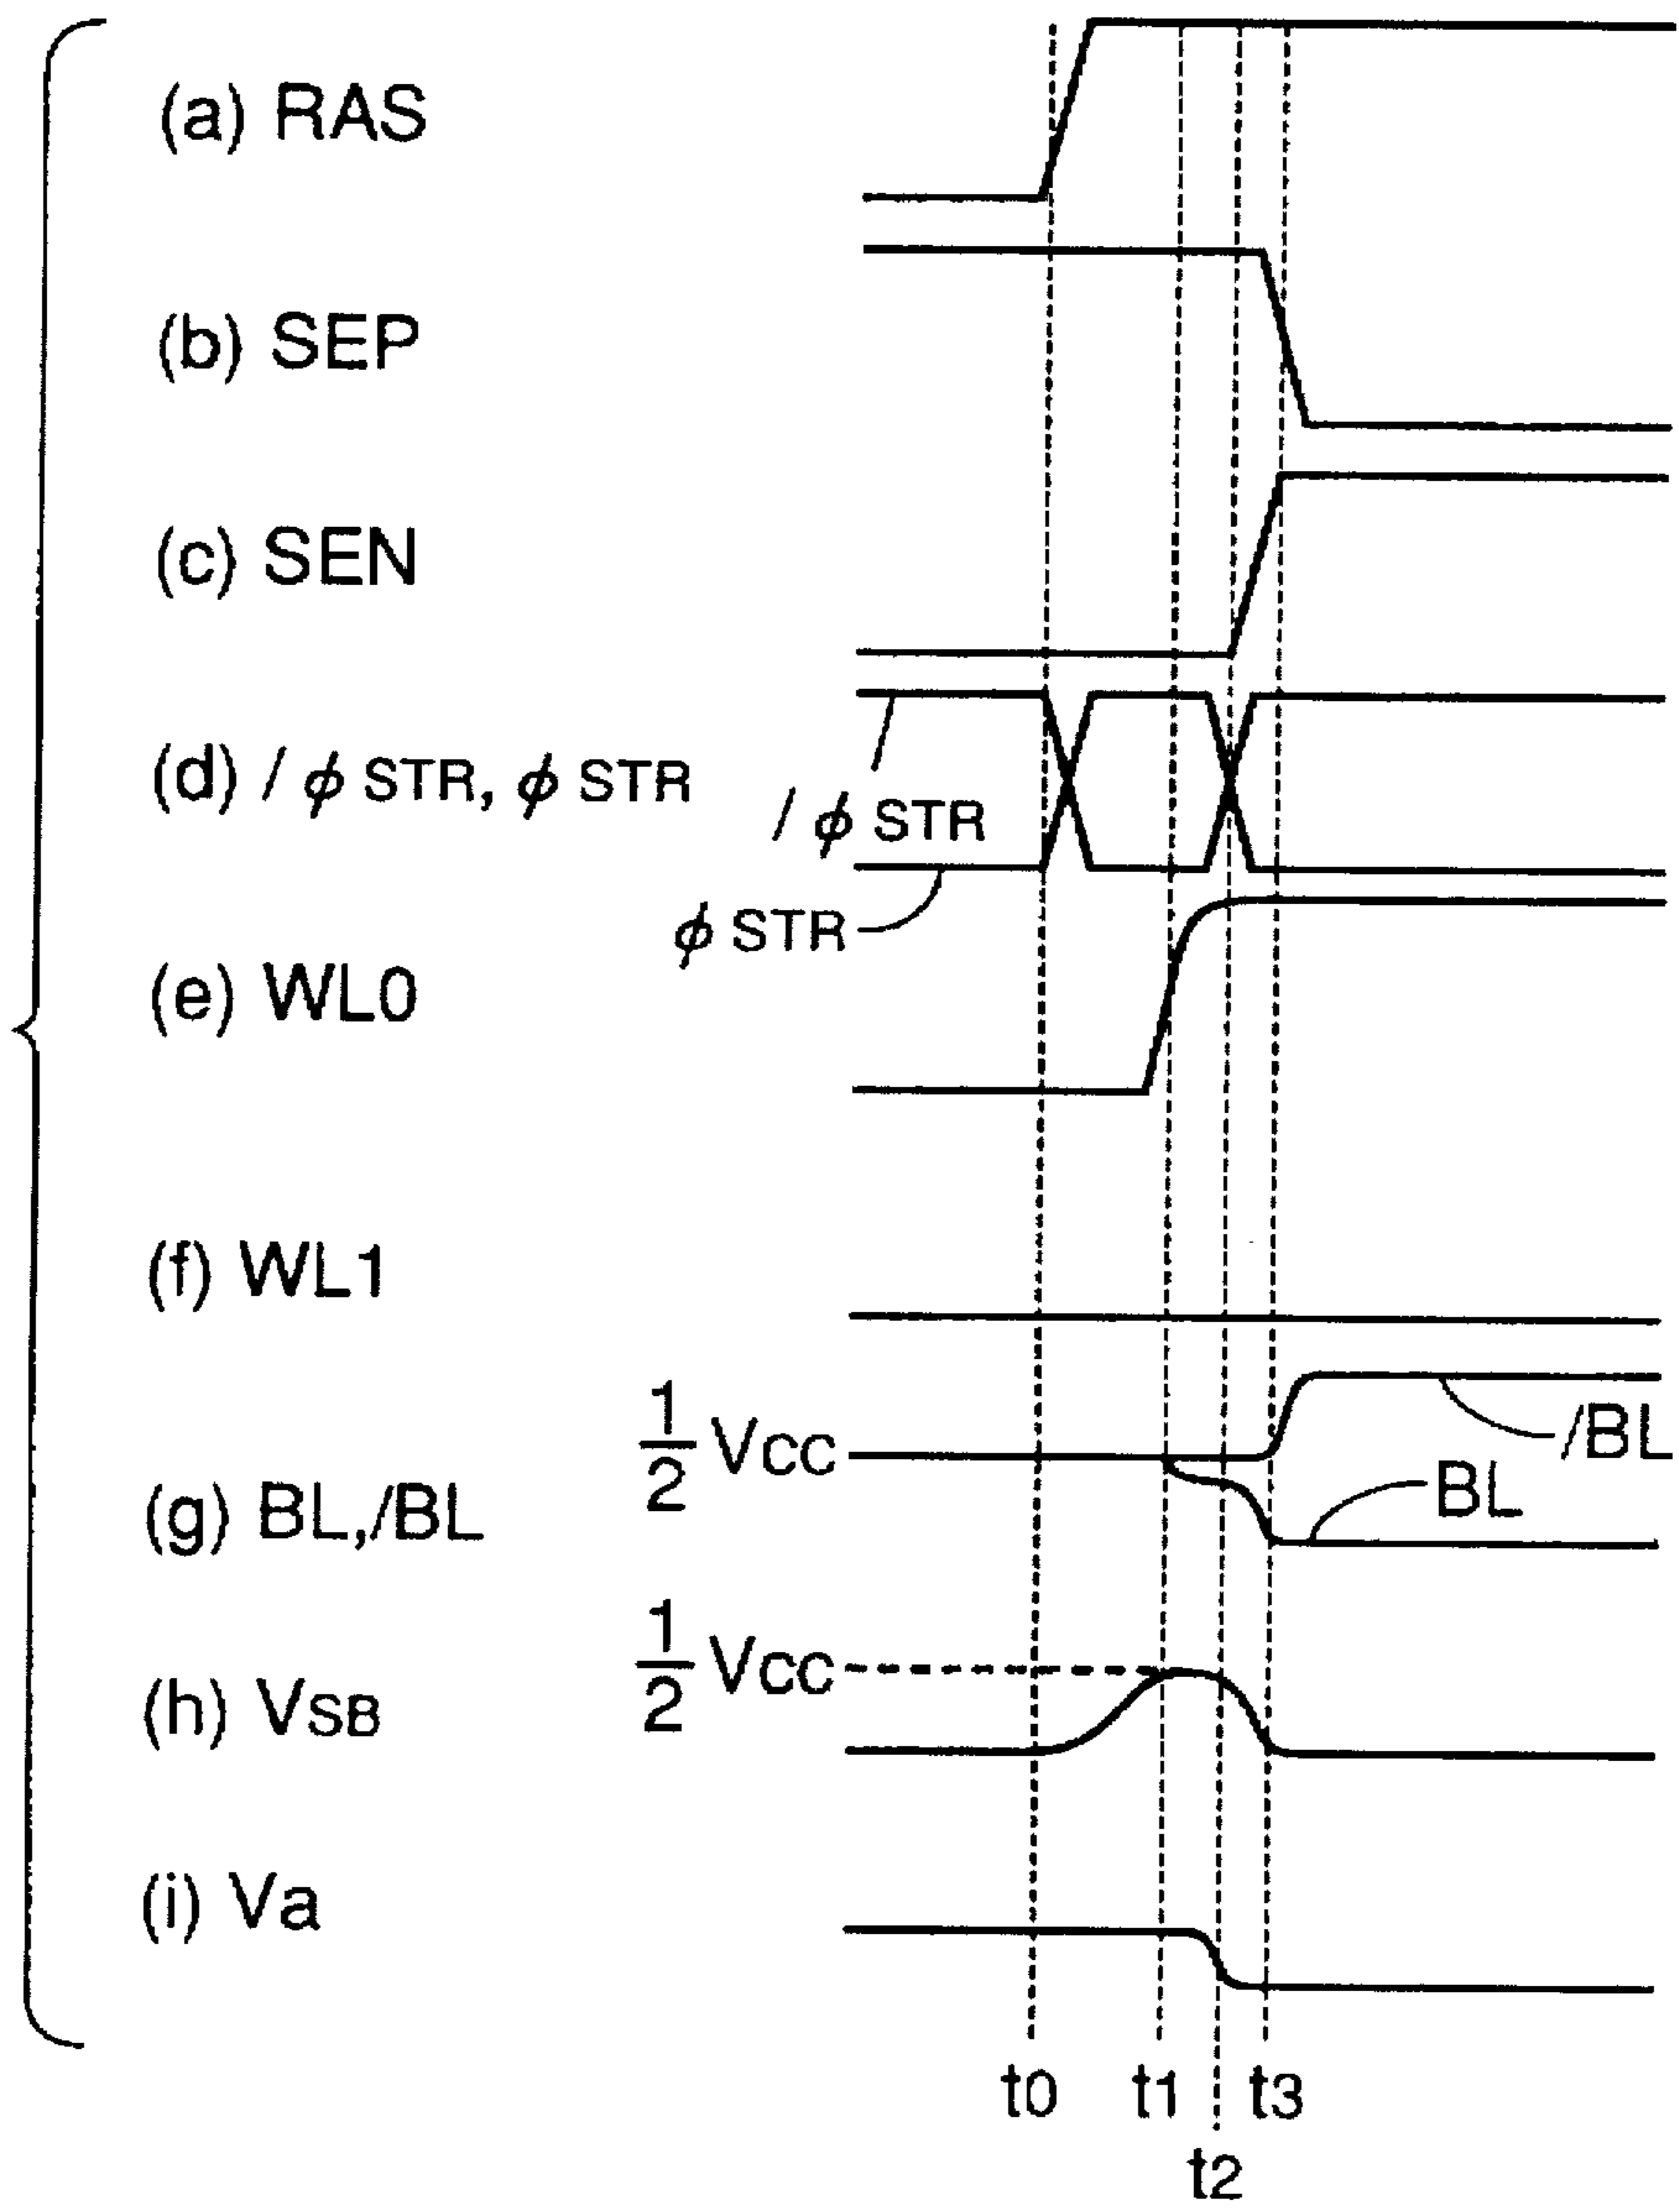 (a) RAS
(b) SEP
(c) SEN
(d) /ϕ STR, ϕ STR
/ϕ STR
ϕ STR
(e) WL0
(f) WL1
1/2 Vcc
/BL
(g) BL,/BL
BL
1/2 Vcc
(h) VSB
(i) Va
t0 t1 t3
t2